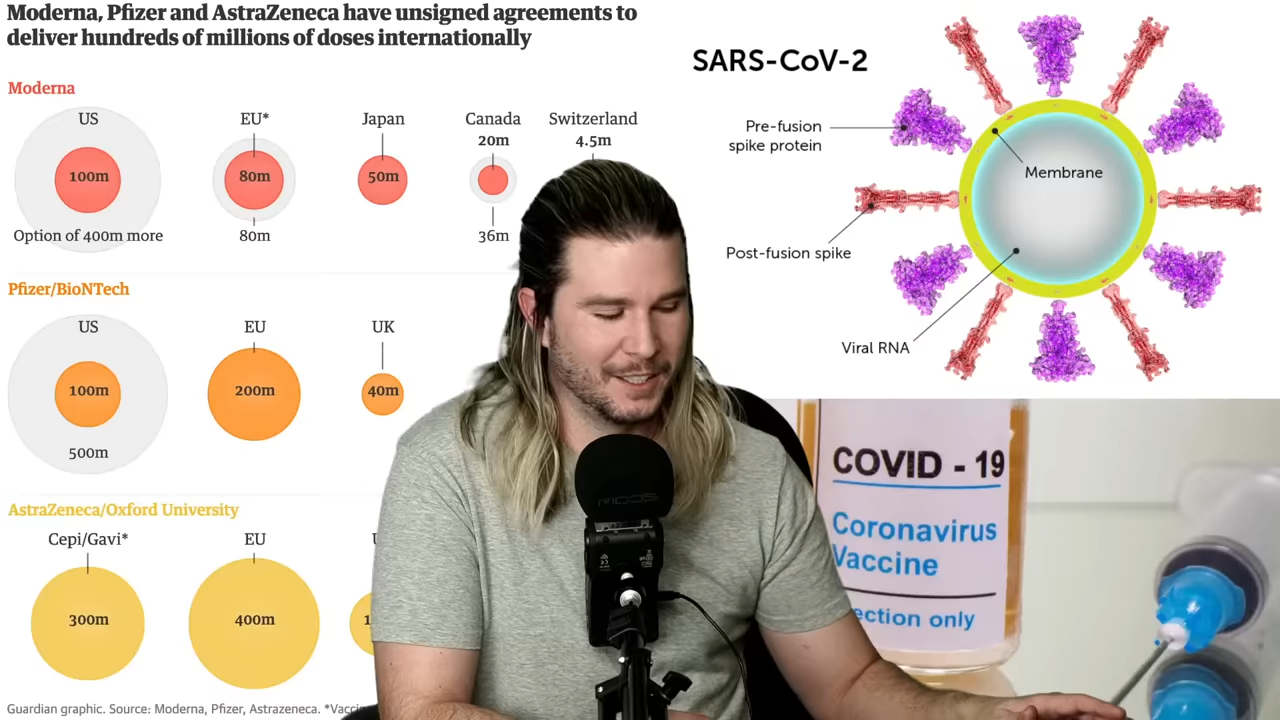 Moderna, Pfizer and AstraZeneca have unsigned agreements to
deliver hundreds of millions of doses internationally
Moderna
US
EU*
Japan
Canada
Switzerland
20m
4.5m
100m
80m
50m
Option of 400m more
80m
36m
Pfizer/BioNTech
US
EU
UK
100m
200m
40m
500m
AstraZeneca/Oxford University
Cepi/Gavi*
EU
300m
400m
Guardian graphic. Source: Moderna, Pfizer, Astrazeneca.
SARS-CoV-2
Pre-fusion
spike protein
Membrane
Post-fusion spike
Viral RNA
COVID - 19
Coronavirus
Vaccine
only